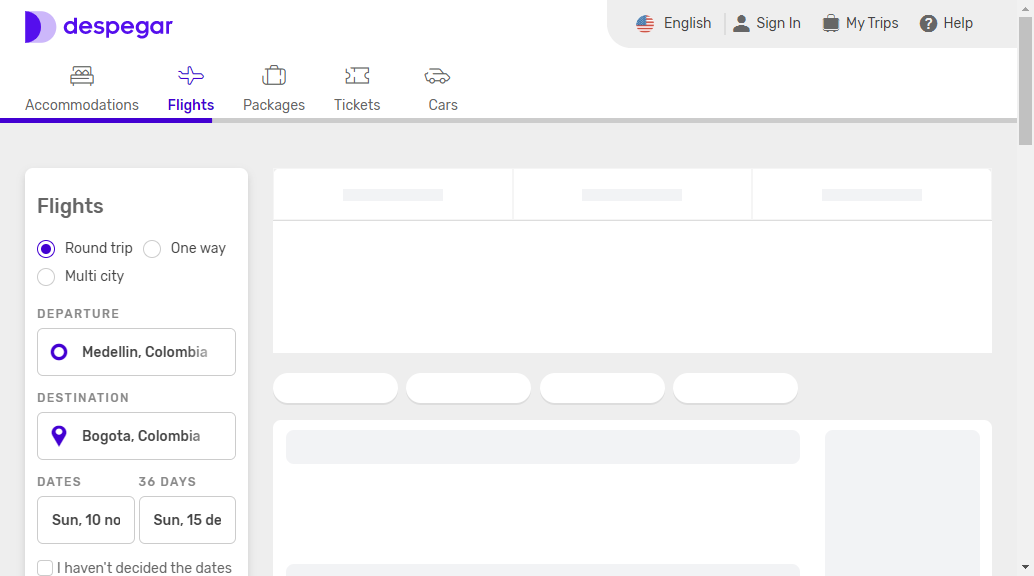 despegar
English
Sign In
My Trips
Help
Accommodations
Flights
Packages
Tickets
Cars
Flights
Round trip
One way
Multi city
DEPARTURE
Medellin, Colombia
DESTINATION
Bogota, Colombia
DATES
36 DAYS
Sun, 10 no
Sun, 15 de
I haven't decided the dates